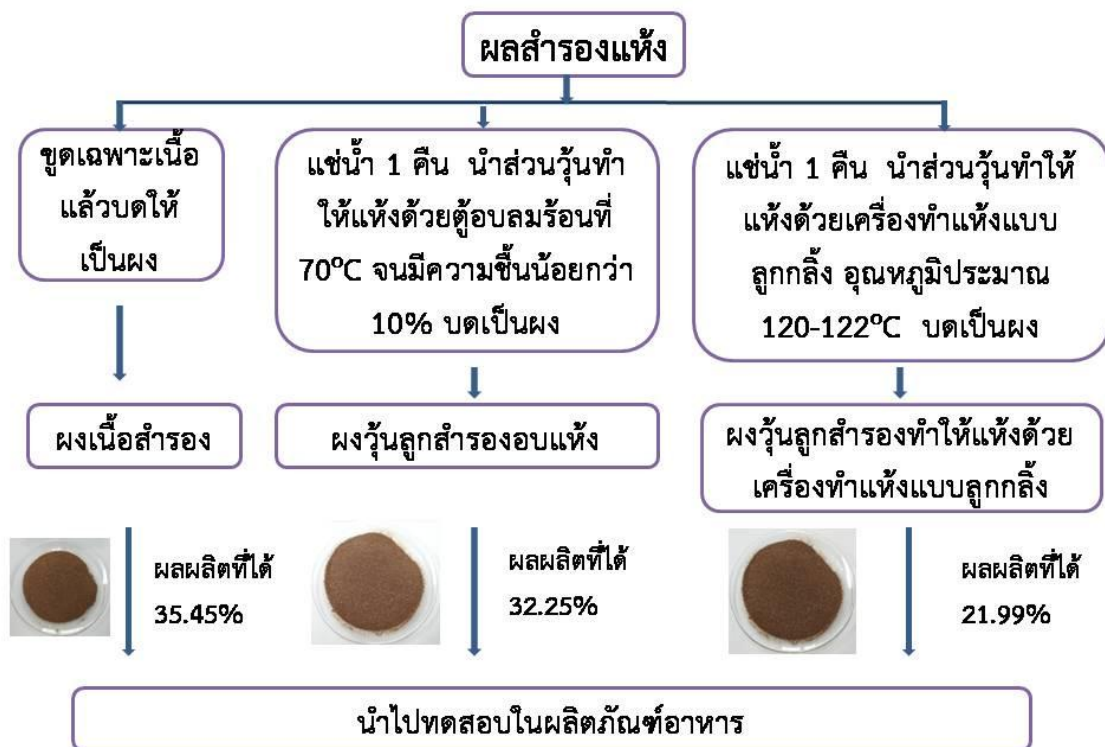 ผลสำรองแห้ง
ขูดเฉพาะเนื้อ
แล้วบดให้
เป็นผง
แช่น้ำ 1 คืน นำส่วนวุ้นทำ
ให้แห้งด้วยตู้อบลมร้อนที่
70⁰C จนมีความชื้นน้อยกว่า
10% บดเป็นผง
แช่น้ำ 1 คืน นำส่วนวุ้นทำให้
แห้งด้วยเครื่องทำแห้งแบบ
ลูกกลิ้ง อุณหภูมิประมาณ
120-122⁰C บดเป็นผง
ผงเนื้อสำรอง
ผงวุ้นลูกสำรองอบแห้ง
ผงวุ้นลูกสำรองทำให้แห้งด้วย
เครื่องทำแห้งแบบลูกกลิ้ง
ผลผลิตที่ได้
35.45%
ผลผลิตที่ได้
32.25%
ผลผลิตที่ได้
21.99%
นำไปทดสอบในผลิตภัณฑ์อาหาร